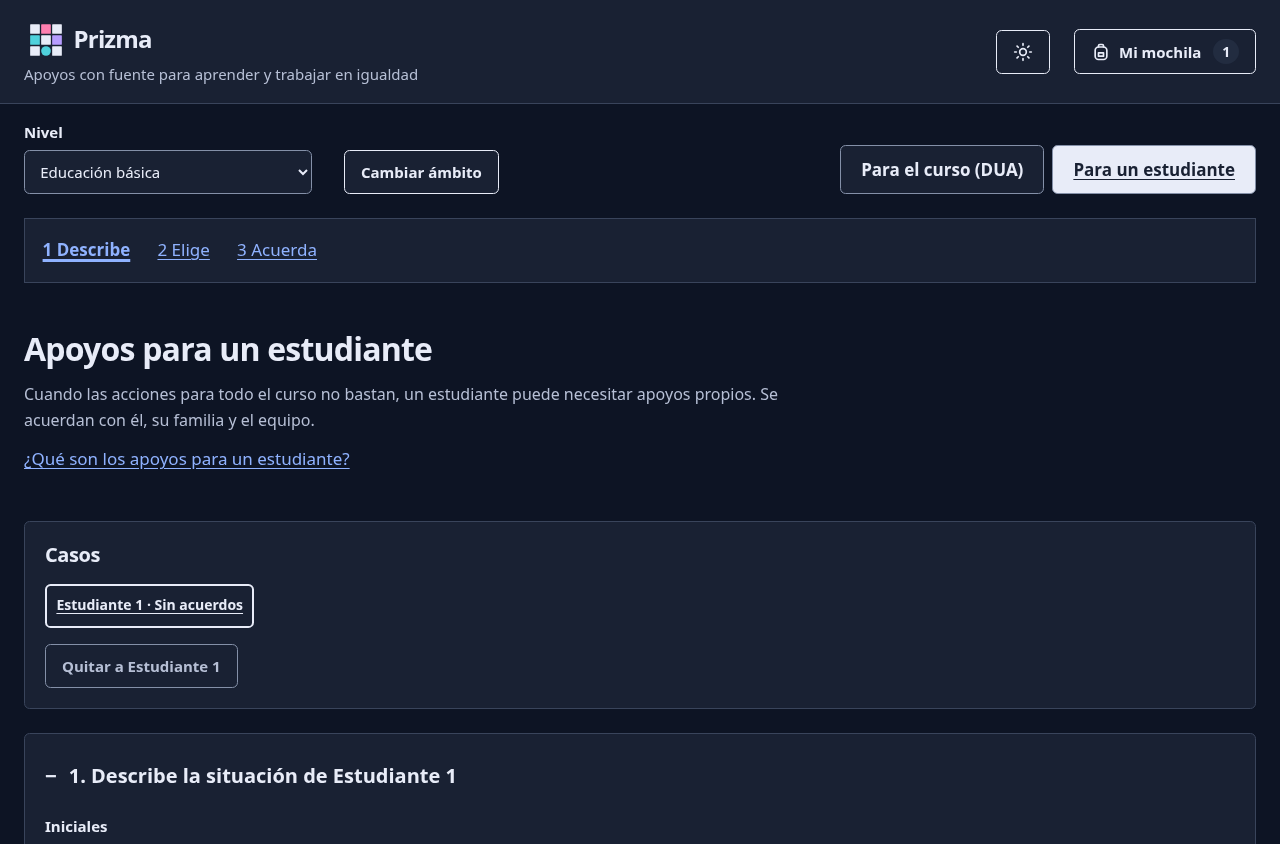 Prizma
Apoyos con fuente para aprender y trabajar en igualdad
Mi mochila 1
Nivel
Educación básica
Cambiar ámbito
Para el curso (DUA)
Para un estudiante
1 Describe
2 Elige
3 Acuerda
Apoyos para un estudiante
Cuando las acciones para todo el curso no bastan, un estudiante puede necesitar apoyos propios. Se
acuerdan con él, su familia y el equipo.
¿Qué son los apoyos para un estudiante?
Casos
Estudiante 1 · Sin acuerdos
Quitar a Estudiante 1
− 1. Describe la situación de Estudiante 1
Iniciales